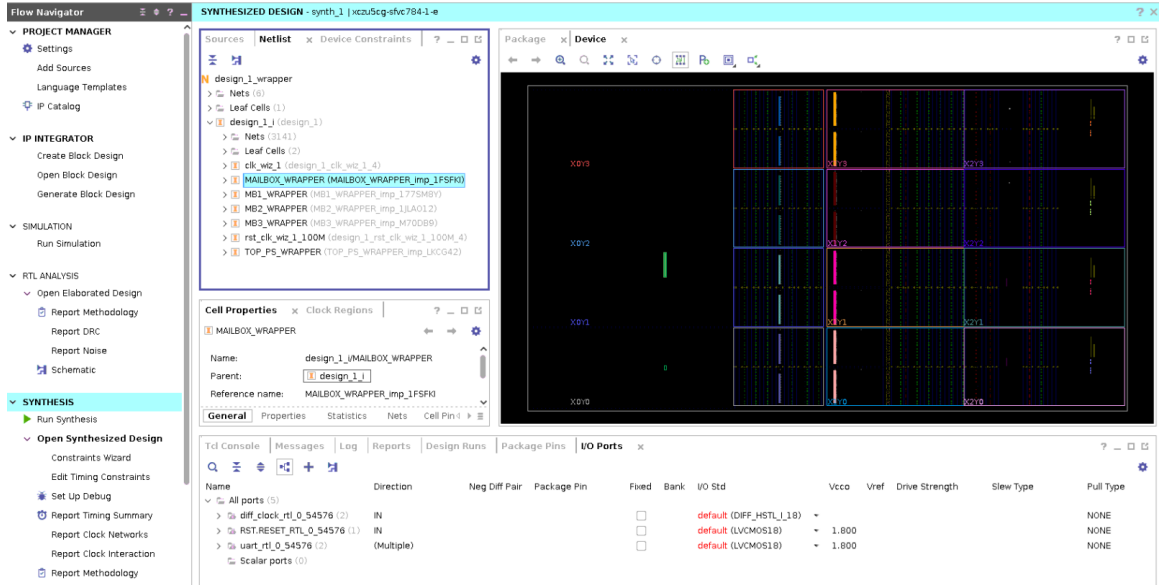 Flow Navigator
SYNTHESIZED DESIGN - synth_1 | xczu5cg-sfvc784-1-e
PROJECT MANAGER
Settings
Add Sources
Language Templates
IP Catalog
IP INTEGRATOR
Create Block Design
Open Block Design
Generate Block Design
SIMULATION
Run Simulation
RTL ANALYSIS
Open Elaborated Design
Report Methodology
Report DRC
Report Noise
Schematic
SYNTHESIS
Run Synthesis
Open Synthesized Design
Constraints Wizard
Edit Timing Constraints
Set Up Debug
Report Timing Summary
Report Clock Networks
Report Clock Interaction
Report Methodology
Sources Netlist Device Constraints
design_1_wrapper
Nets (6)
Leaf Cells (1)
design_1_i (design_1)
Nets (3141)
Leaf Cells (2)
clk_wiz_1 (design_1_clk_wiz_1_4)
MAILBOX_WRAPPER (MAILBOX_WRAPPER_imp_1FSFKI)
MB1_WRAPPER (MB1_WRAPPER_imp_177SM8Y)
MB2_WRAPPER (MB2_WRAPPER_imp_1JLA012)
MB3_WRAPPER (MB3_WRAPPER_imp_M70DB9)
rst_clk_wiz_1_100M (design_1_rst_clk_wiz_1_100M_4)
TOP_PS_WRAPPER (TOP_PS_WRAPPER_imp_LKCG42)
Cell Properties Clock Regions
MAILBOX_WRAPPER
Name: design_1_i/MAILBOX_WRAPPER
Parent: design_1_i
Reference name: MAILBOX_WRAPPER_imp_1FSFKI
General Properties Statistics Nets Cell Pin
Package Device
X0Y3 X2Y3
X0Y2 X1Y2 X2Y2
X0Y1 X2Y1
X0Y0 X2Y0
Tcl Console Messages Log Reports Design Runs Package Pins I/O Ports
Name Direction Neg Diff Pair Package Pin Fixed Bank I/O Std Vcco Vref Drive Strength Slew Type Pull Type
All ports (5)
diff_clock_rtl_0_54576 (2) IN default (DIFF_HSTL_I_18) NONE
RST.RESET_RTL_0_54576 (1) IN default (LVCMOS18) 1.800 NONE
uart_rtl_0_54576 (2) (Multiple) default (LVCMOS18) 1.800 NONE
Scalar ports (0)